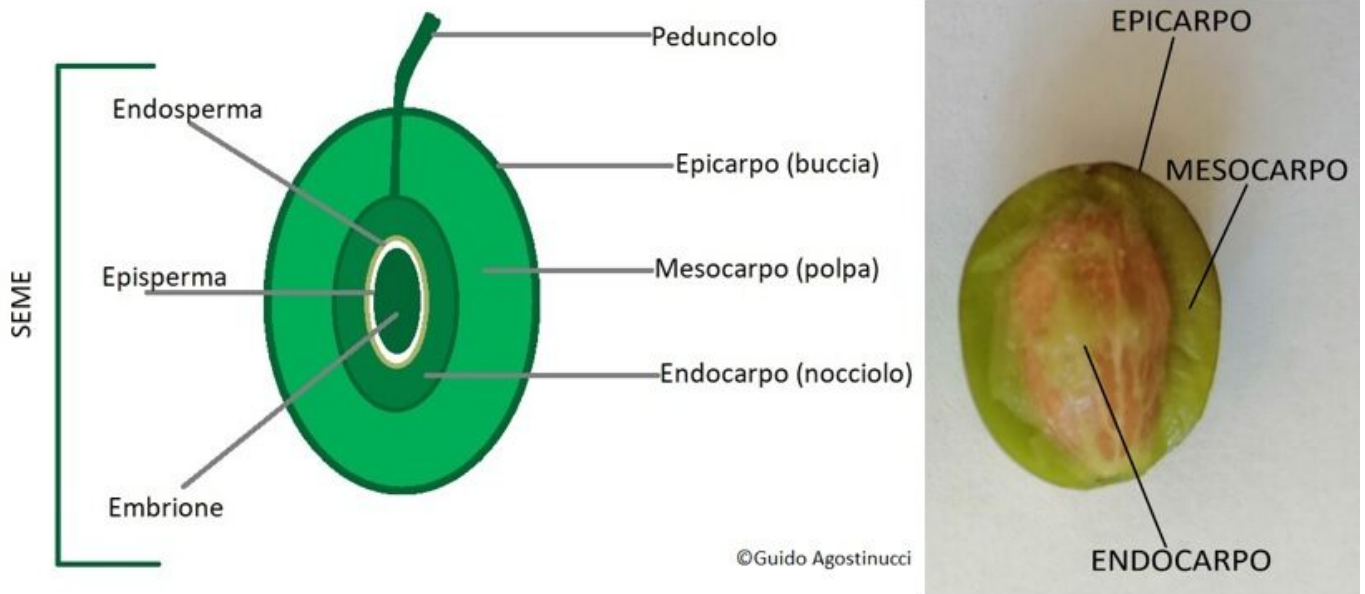 Peduncolo
Endosperma
Epicarpo (buccia)
Episperma
Mesocarpo (polpa)
SEME
Endocarpo (nocciolo)
Embrione
©Guido Agostinucci
EPICARPO
MESOCARPO
ENDOCARPO